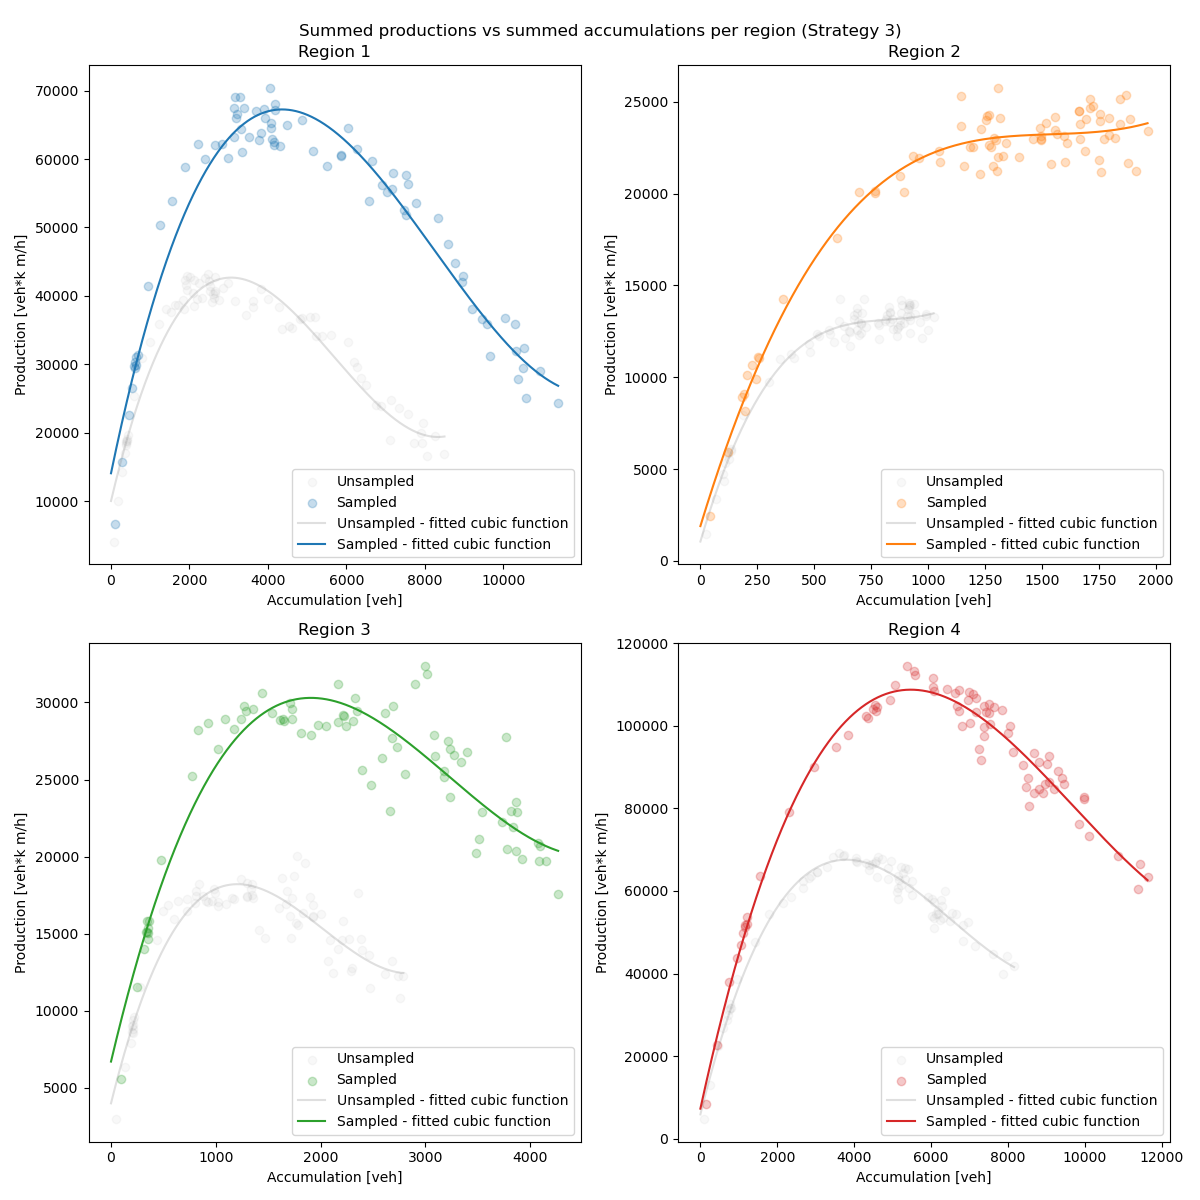 Summed productions vs summed accumulations per region (Strategy 3)
Region 1
70000
60000
50000
40000
30000
20000
10000
Production [veh*k m/h]
0 2000 4000 6000 8000 10000
Accumulation [veh]
Unsampled
Sampled
Unsampled - fitted cubic function
Sampled - fitted cubic function
Region 2
25000
20000
15000
10000
5000
0
Production [veh*k m/h]
0 250 500 750 1000 1250 1500 1750 2000
Accumulation [veh]
Unsampled
Sampled
Unsampled - fitted cubic function
Sampled - fitted cubic function
Region 3
30000
25000
20000
15000
10000
5000
Production [veh*k m/h]
0 1000 2000 3000 4000
Accumulation [veh]
Unsampled
Sampled
Unsampled - fitted cubic function
Sampled - fitted cubic function
Region 4
120000
100000
80000
60000
40000
20000
0
Production [veh*k m/h]
0 2000 4000 6000 8000 10000 12000
Accumulation [veh]
Unsampled
Sampled
Unsampled - fitted cubic function
Sampled - fitted cubic function